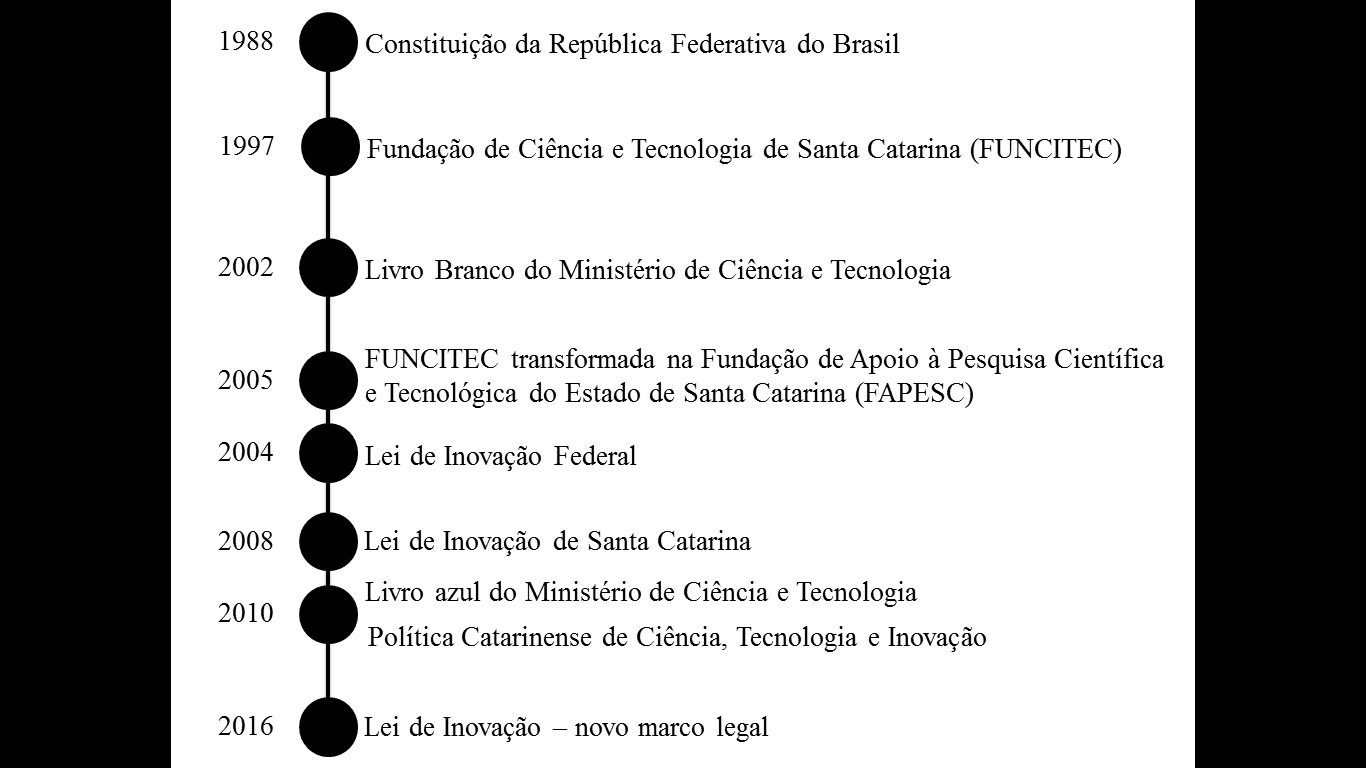 1988 Constituição da República Federativa do Brasil
1997 Fundação de Ciência e Tecnologia de Santa Catarina (FUNCITEC)
2002 Livro Branco do Ministério de Ciência e Tecnologia
FUNCITEC transformada na Fundação de Apoio à Pesquisa Científica
2005 e Tecnológica do Estado de Santa Catarina (FAPESC)
2004 Lei de Inovação Federal
2008 Lei de Inovação de Santa Catarina
Livro azul do Ministério de Ciência e Tecnologia
2010
Política Catarinense de Ciência, Tecnologia e Inovação
2016 Lei de Inovação – novo marco legal